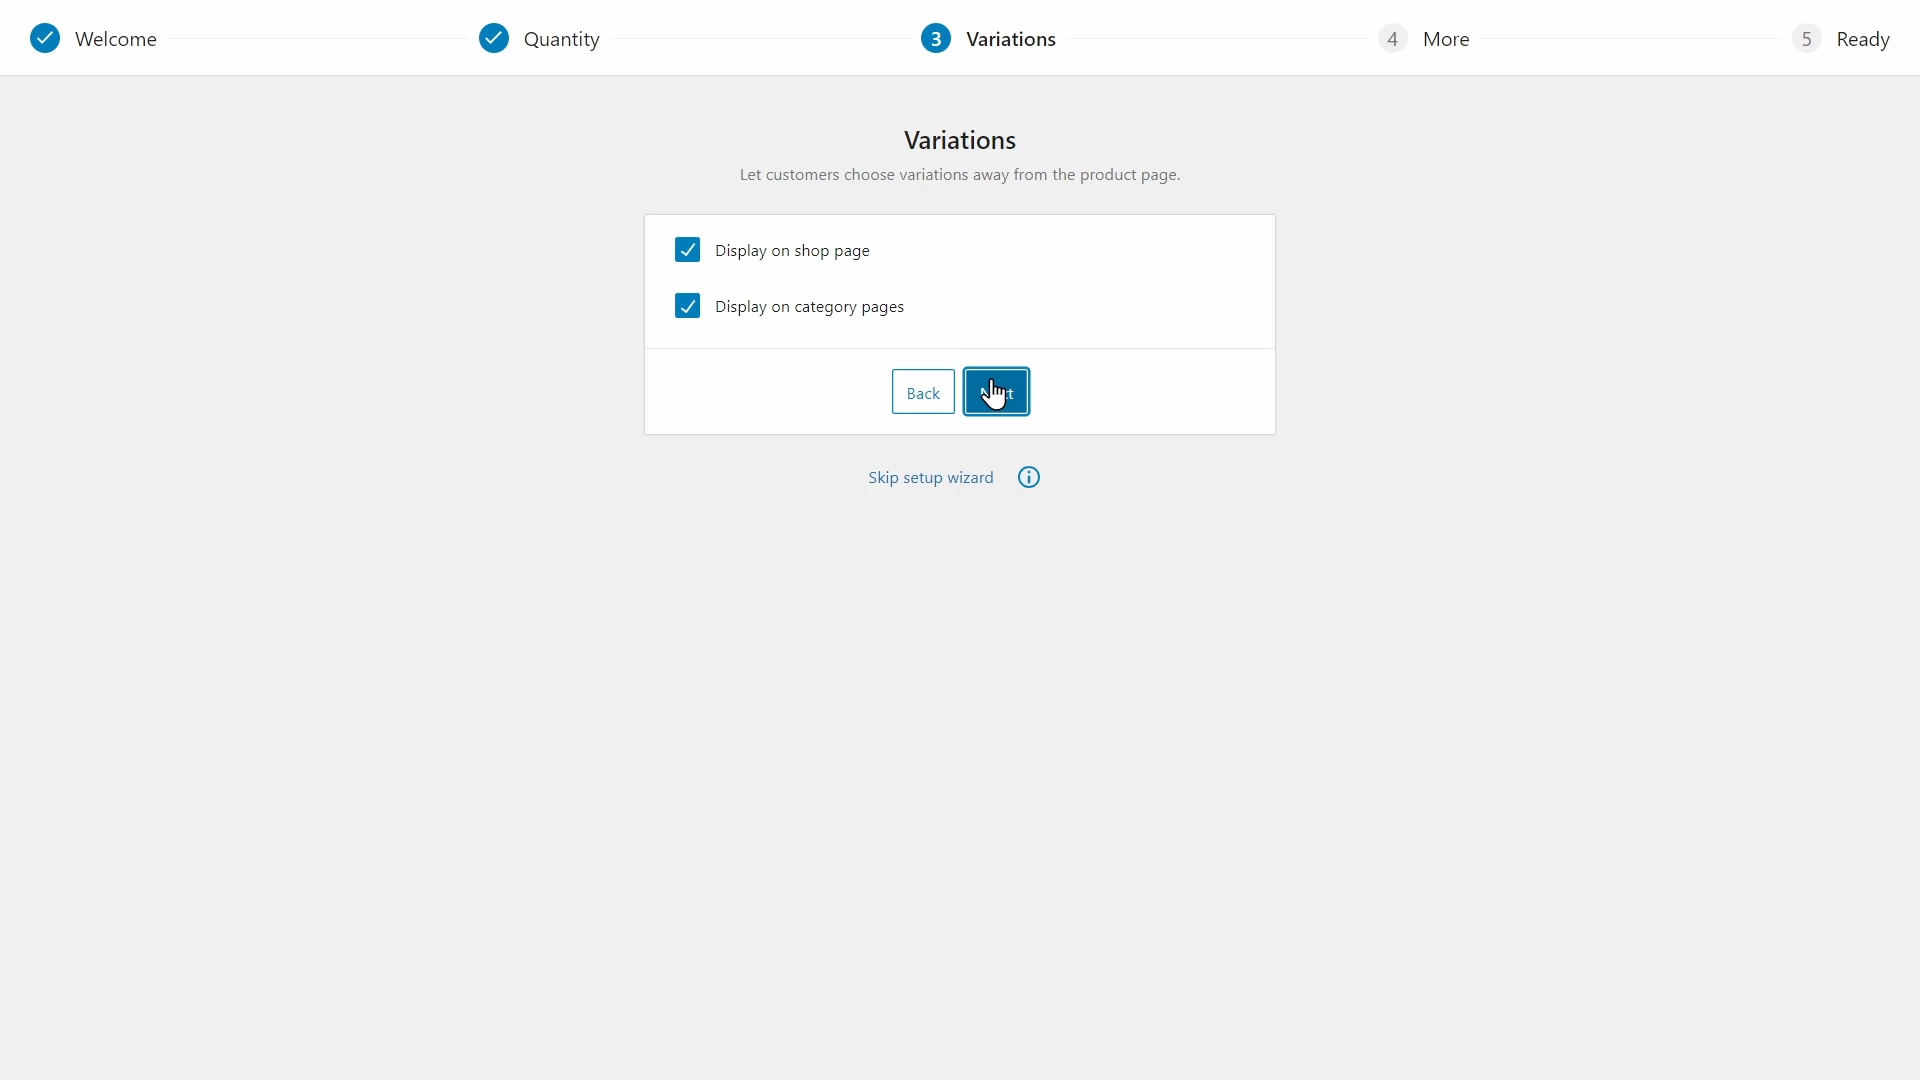 Welcome
Quantity
3 Variations
4 More
5 Ready
Variations
Let customers choose variations away from the product page.
Display on shop page
Display on category pages
Back
Skip setup wizard